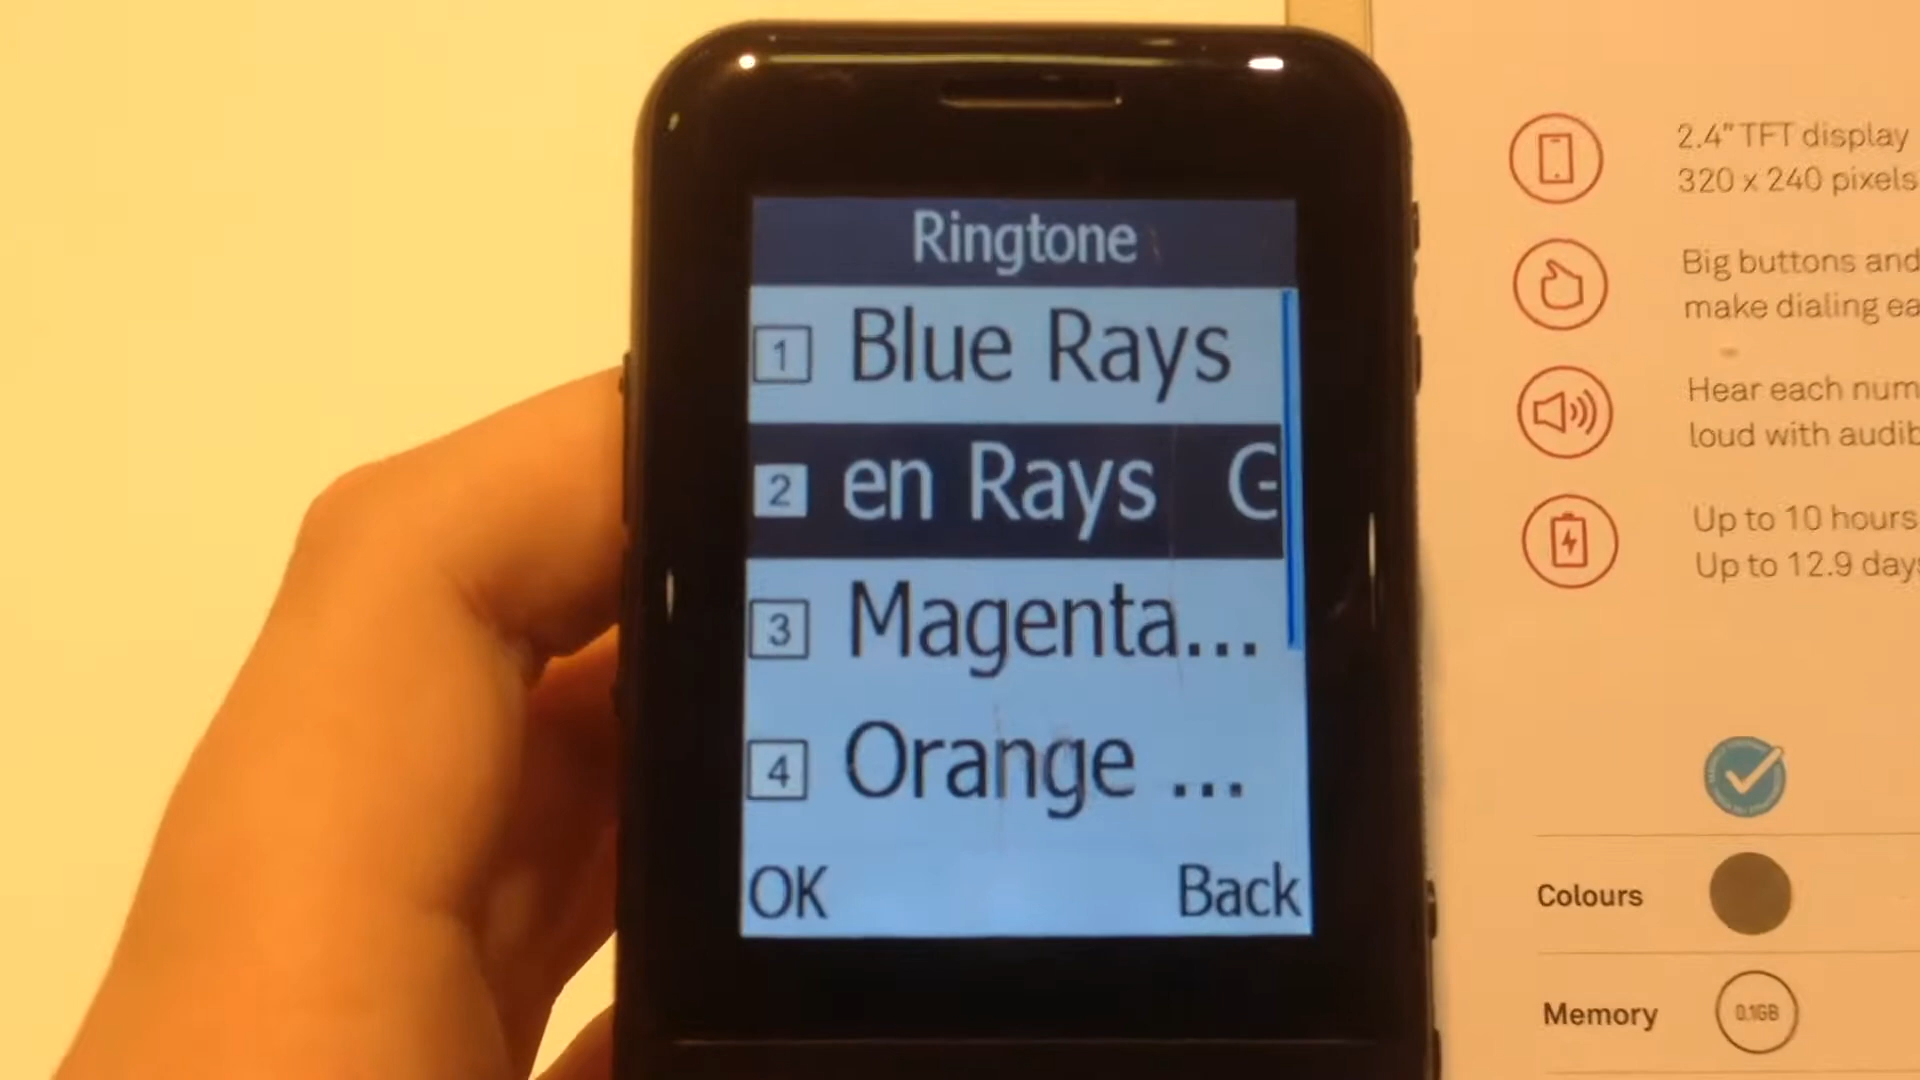 Ringtone
1 Blue Rays
2 en Rays G
3 Magenta...
4 Orange ...
OK Back
2.4" TFT display
320 x 240 pixels
Big buttons and
make dialing ea
Hear each num
loud with audib
Up to 10 hours
Up to 12.9 days
Colours
Memory 0.1GB